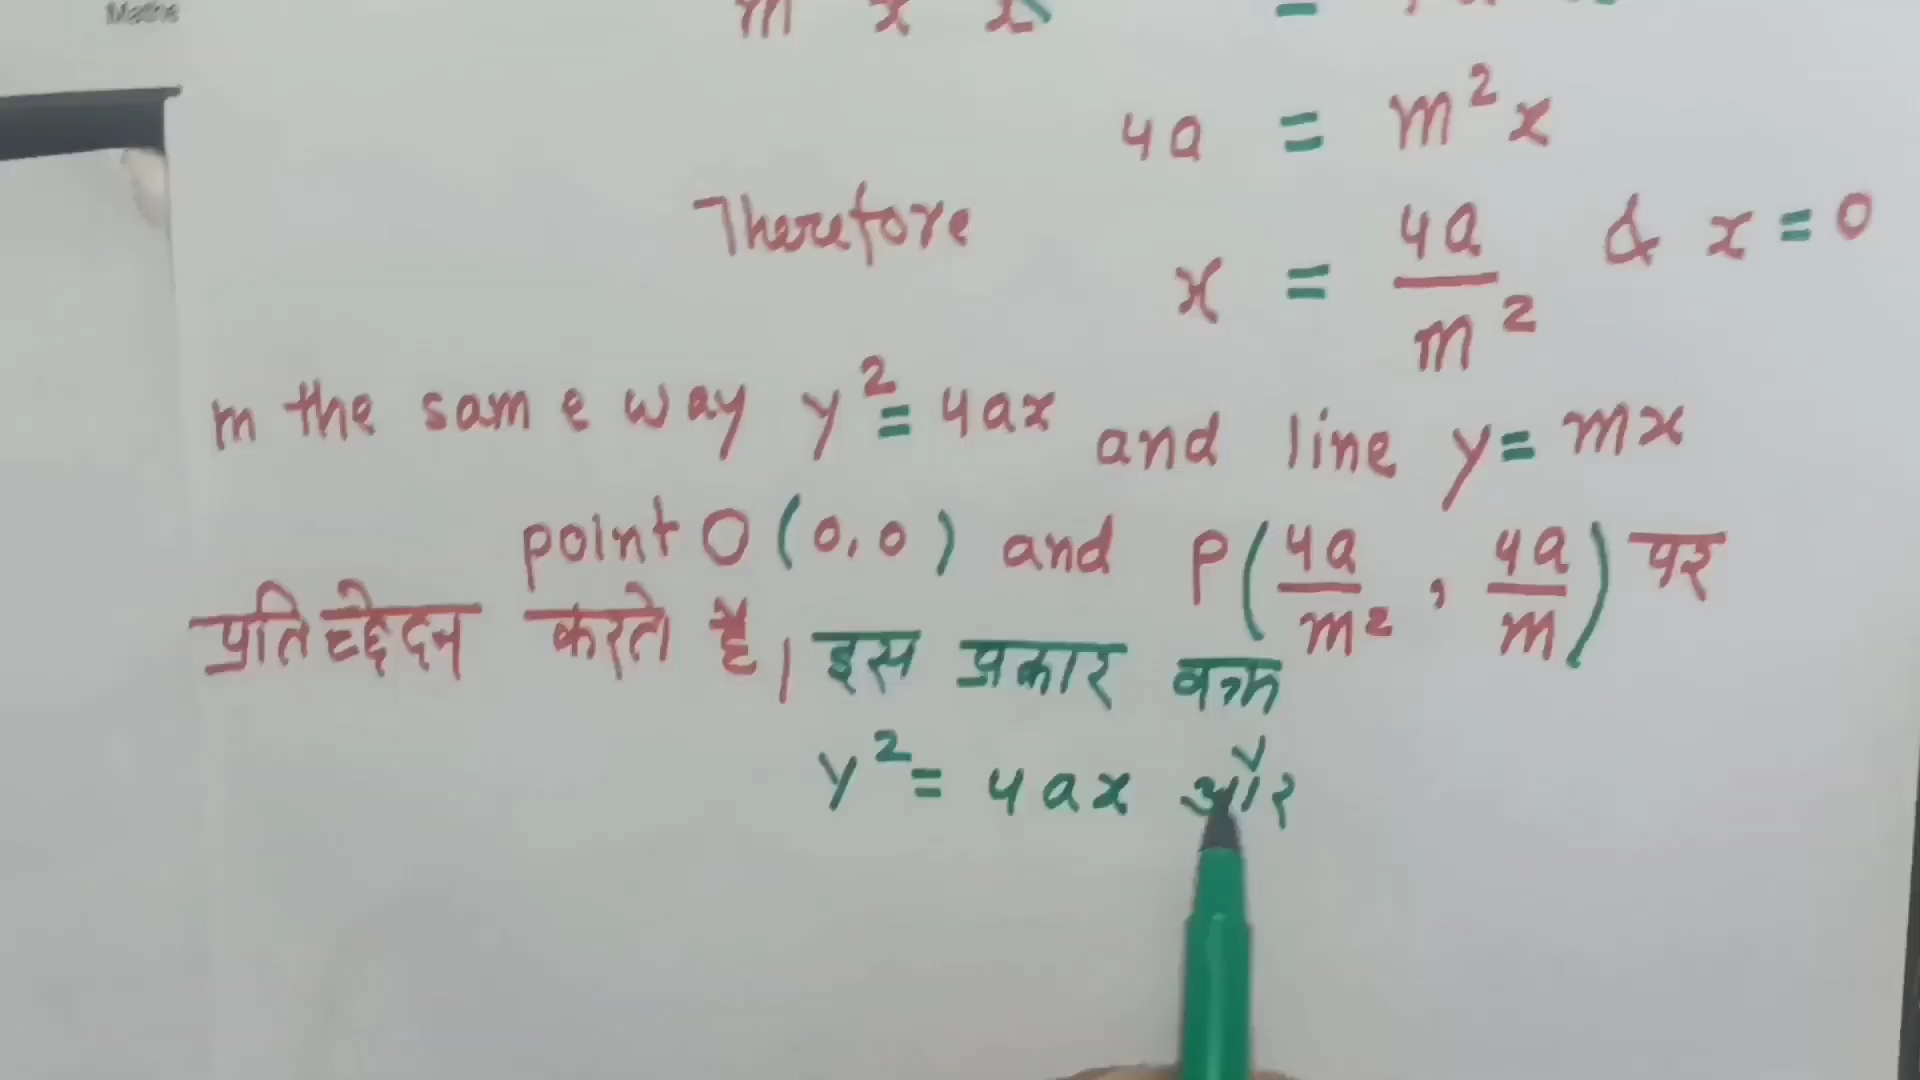 Maths
m x x =
4a = m²x
Therefore x = 4a/m² & x = 0
m the same way y² = 4ax and line y = mx
point O (0,0) and P(4a/m², 4a/m) पर
प्रतिच्छेदन करते है। इस प्रकार वक्र
y² = 4ax और